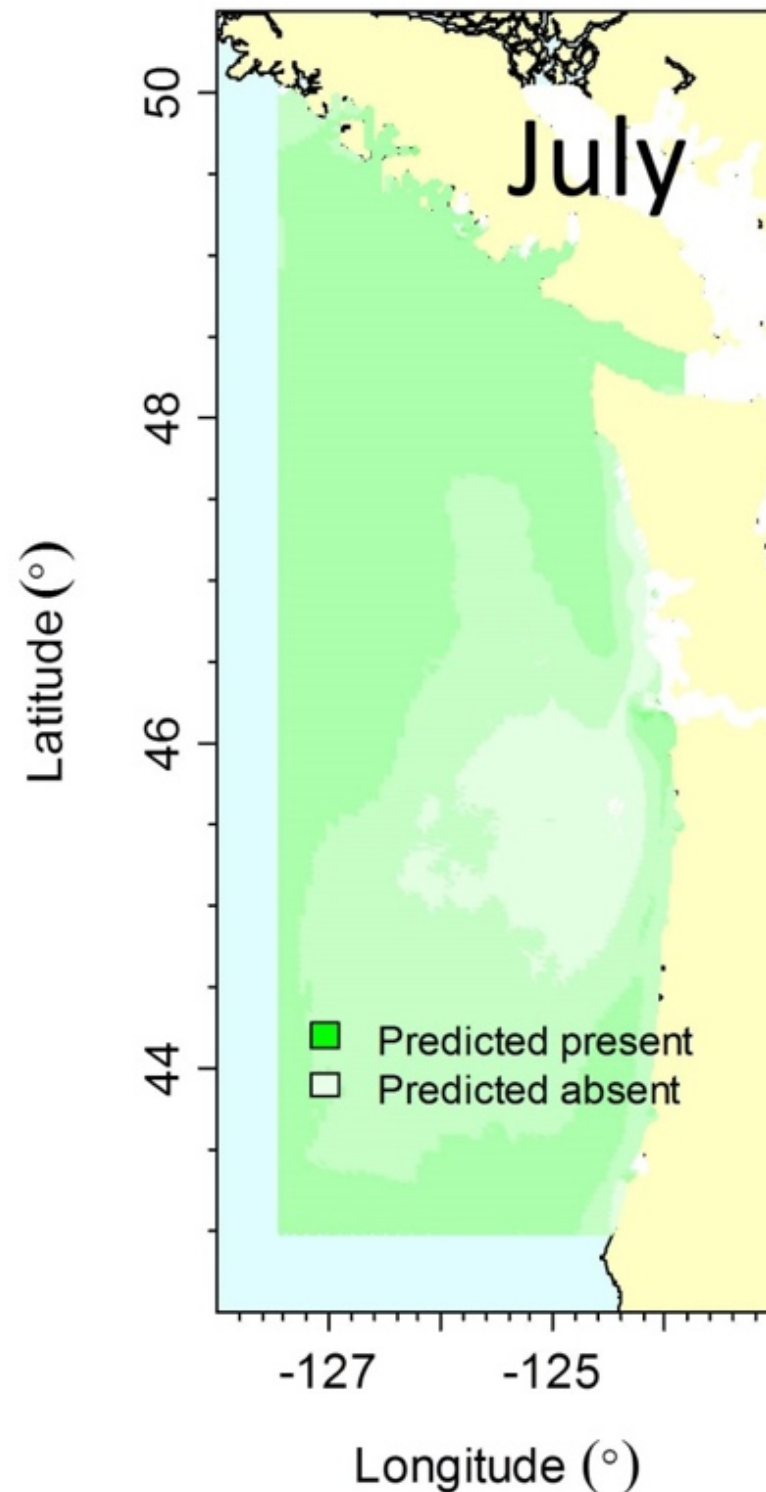 July
50
48
46
44
Latitude (°)
Predicted present
Predicted absent
-127 -125
Longitude (°)